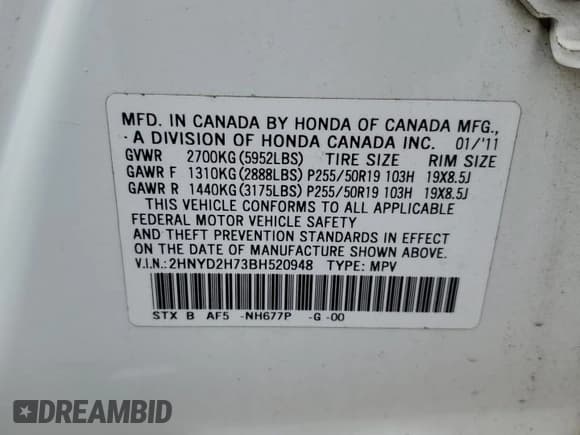 MFD. IN CANADA BY HONDA OF CANADA MFG.,
A DIVISION OF HONDA CANADA INC. 01/'11
GVWR 2700KG(5952LBS) TIRE SIZE RIM SIZE
GAWR F 1310KG(2888LBS) P255/50R19 103H 19X8.5J
GAWR R 1440KG(3175LBS) P255/50R19 103H 19X8.5J
THIS VEHICLE CONFORMS TO ALL APPLICABLE
FEDERAL MOTOR VEHICLE SAFETY
AND THEFT PREVENTION STANDARDS IN EFFECT
ON THE DATE OF MANUFACTURE SHOWN ABOVE.
V.I.N.:2HNYD2H73BH520948 TYPE: MPV
STX B AF5 -NH677P -G -00
DREAMBID